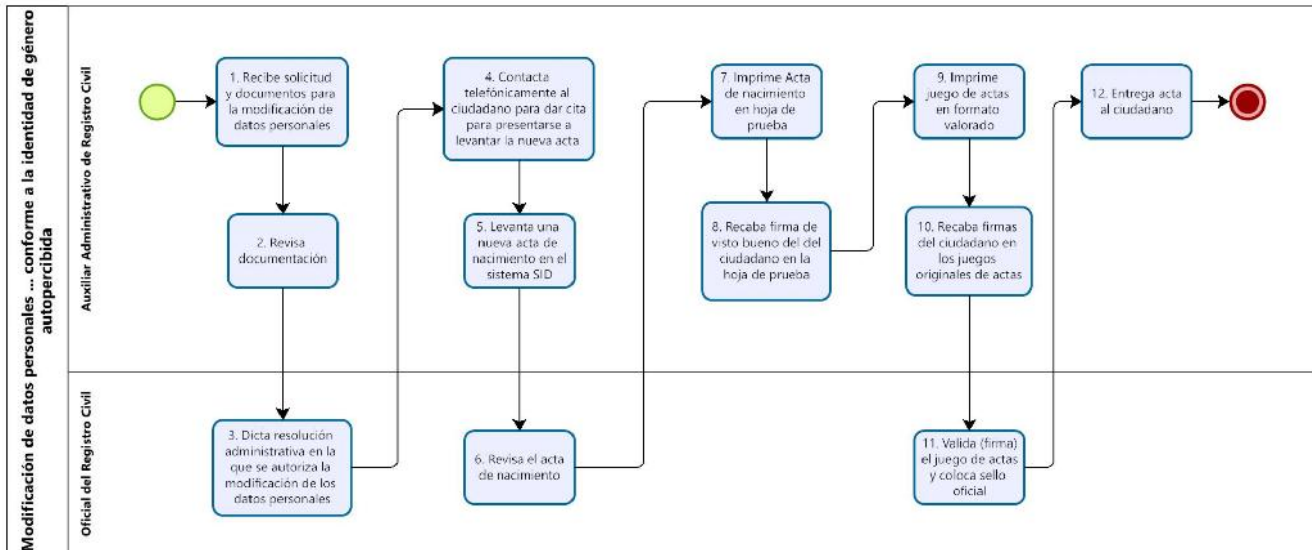 Modificación de datos personales ... conforme a la identidad de género
autopercibida
Auxiliar Administrativo de Registro Civil
1. Recibe solicitud
y documentos para
la modificación de
datos personales
2. Revisa
documentación
4. Contacta
telefónicamente al
ciudadano para dar cita
para presentarse a
levantar la nueva acta
5. Levanta una
nueva acta de
nacimiento en el
sistema SID
7. Imprime Acta
de nacimiento
en hoja de
prueba
8. Recaba firma de
visto bueno del del
ciudadano en la
hoja de prueba
9. Imprime
juego de actas
en formato
valorado
10. Recaba firmas
del ciudadano en
los juegos
originales de actas
12. Entrega acta
al ciudadano
Oficial del Registro Civil
3. Dicta resolución
administrativa en la
que se autoriza la
modificación de los
datos personales
6. Revisa el acta
de nacimiento
11. Valida (firma)
el juego de actas
y coloca sello
oficial